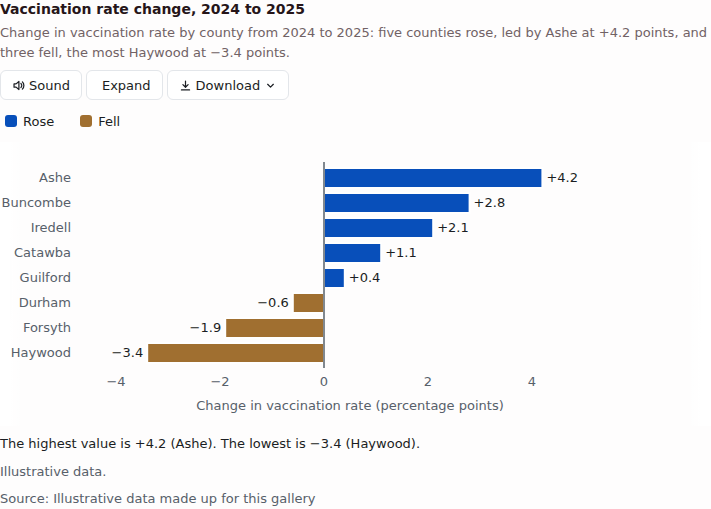 Vaccination rate change, 2024 to 2025
Change in vaccination rate by county from 2024 to 2025: five counties rose, led by Ashe at +4.2 points, and
three fell, the most Haywood at −3.4 points.
Sound Expand Download
Rose Fell
Ashe +4.2
Buncombe +2.8
Iredell +2.1
Catawba +1.1
Guilford +0.4
Durham −0.6
Forsyth −1.9
Haywood −3.4
−4 −2 0 2 4
Change in vaccination rate (percentage points)
The highest value is +4.2 (Ashe). The lowest is −3.4 (Haywood).
Illustrative data.
Source: Illustrative data made up for this gallery